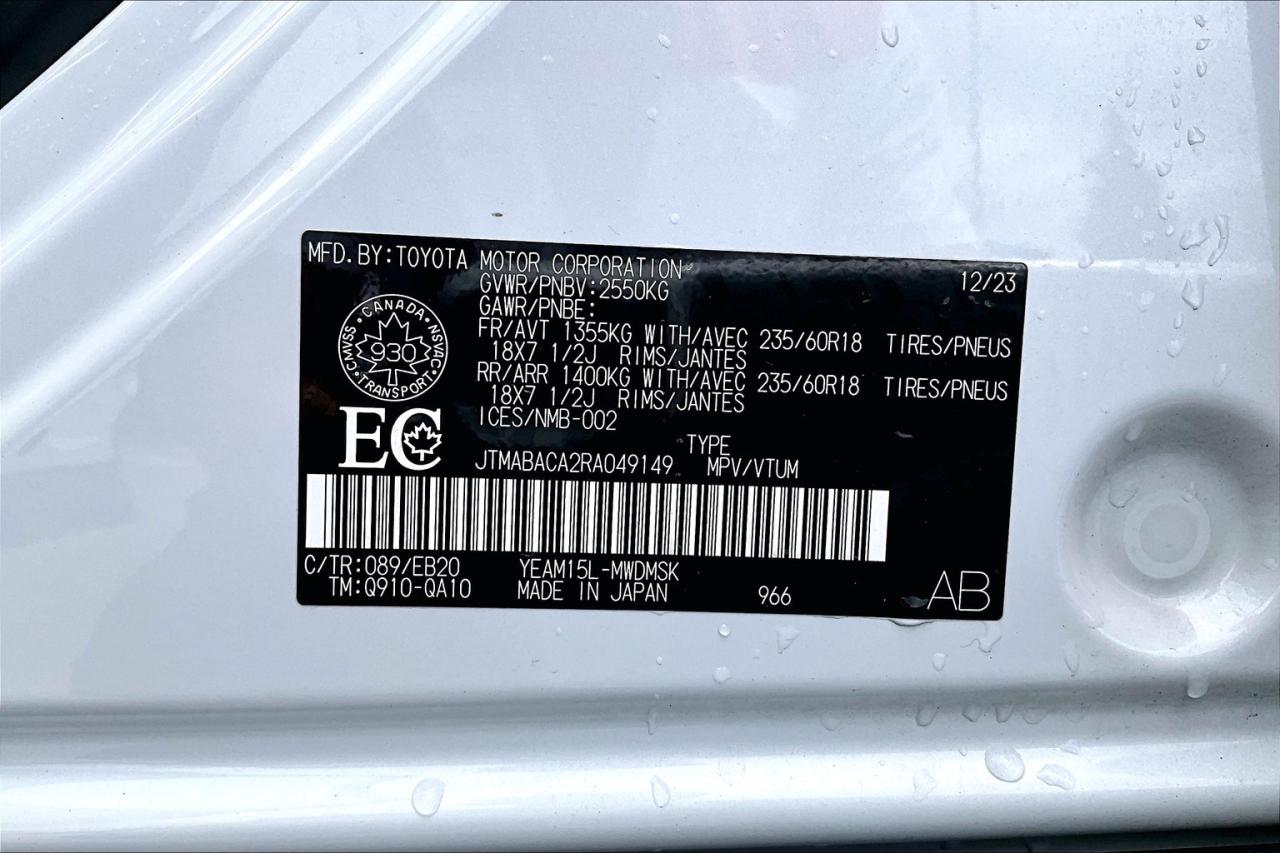 MFD.BY:TOYOTA MOTOR CORPORATION 12/23
GVWR/PNBV:2550KG
GAWR/PNBE:
FR/AVT 1355KG WITH/AVEC 235/60R18 TIRES/PNEUS
18X7 1/2J RIMS/JANTES
RR/ARR 1400KG WITH/AVEC 235/60R18 TIRES/PNEUS
18X7 1/2J RIMS/JANTES
ICES/NMB-002
CANADA
CMVSS 930 NSVAC
TRANSPORT
EC
TYPE
JTMABACA2RA049149 MPV/VTUM
C/TR:089/EB20 YEAM15L-MWDMSK
TM:Q910-QA10 MADE IN JAPAN 966 AB